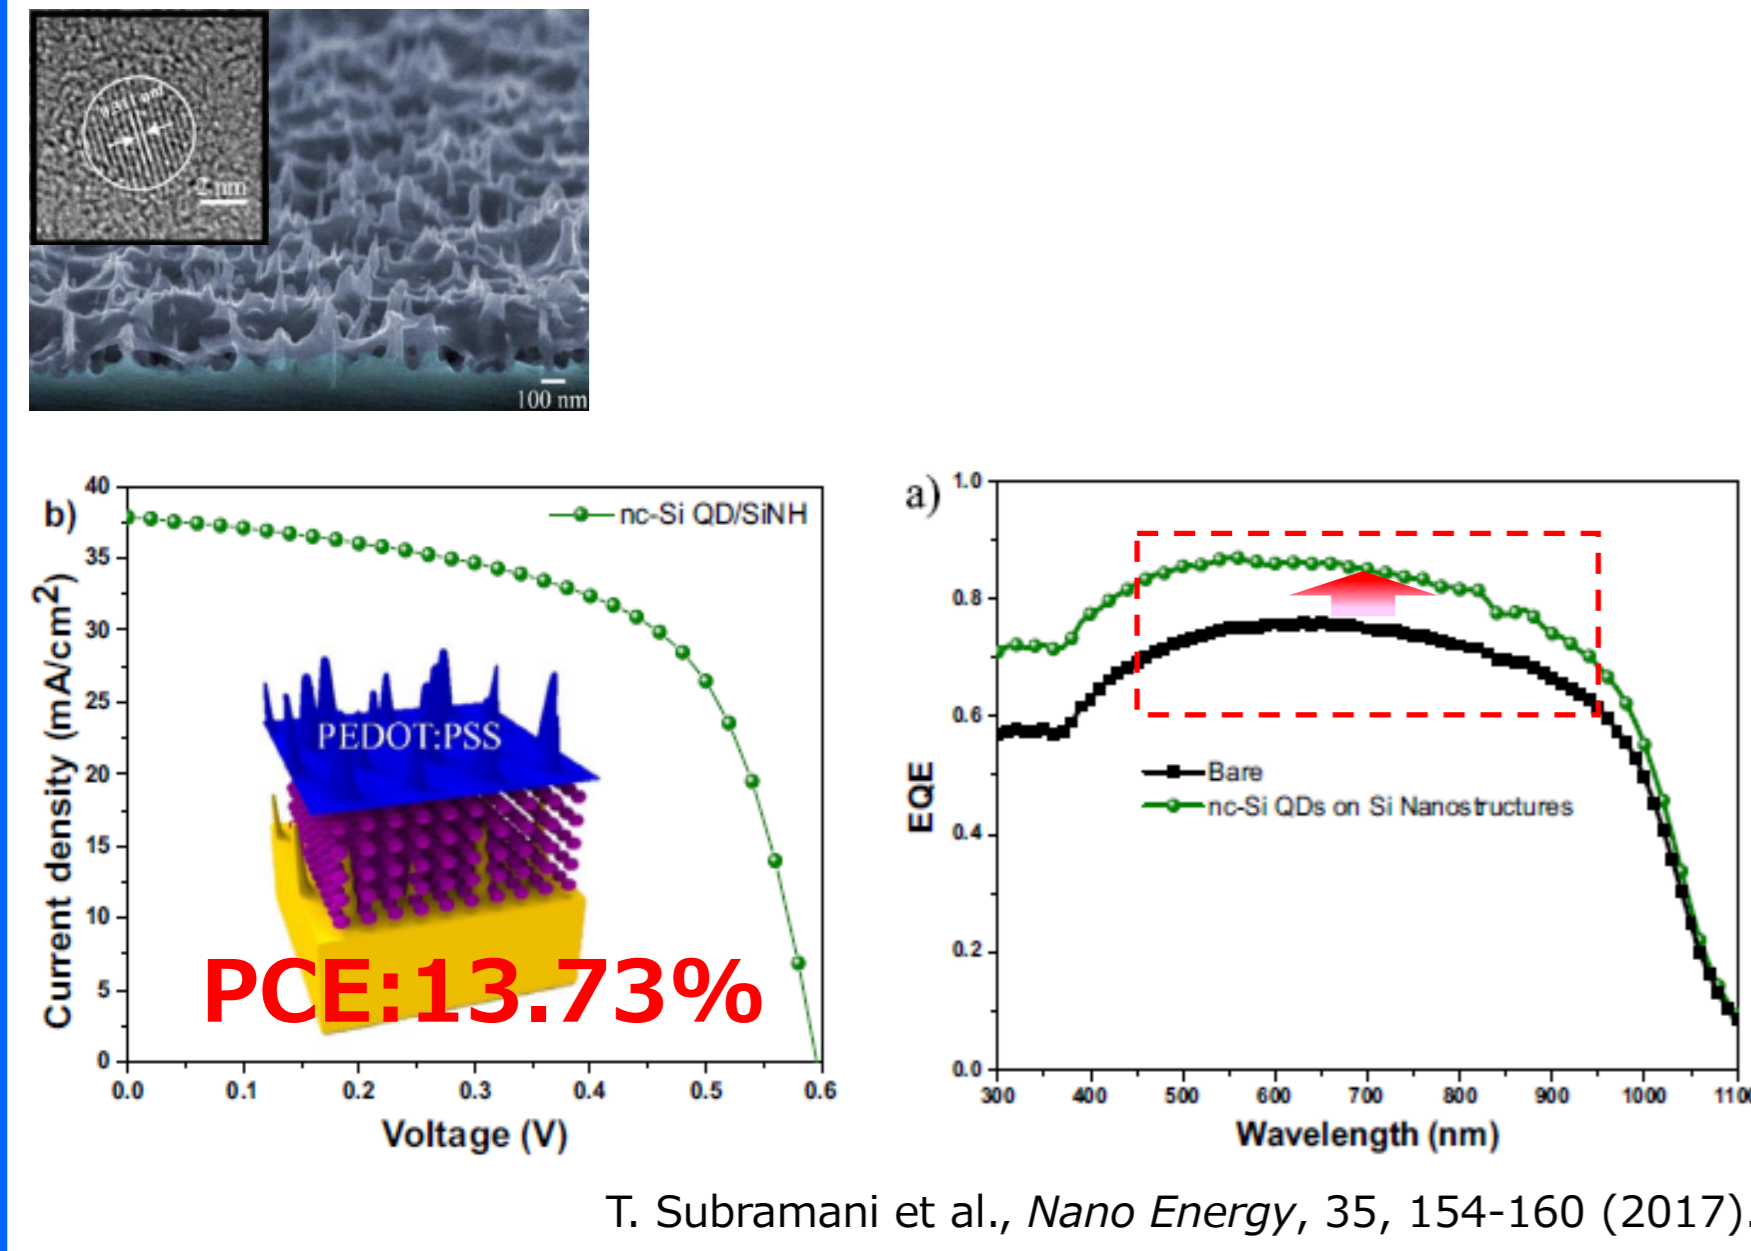 0.311 nm
2 nm
100 nm
b)
nc-Si QD/SiNH
40
35
30
25
20
15
10
5
0
Current density (mA/cm²)
PEDOT:PSS
PCE:13.73%
0.0 0.1 0.2 0.3 0.4 0.5 0.6
Voltage (V)
a)
1.0
0.8
0.6
0.4
0.2
0.0
EQE
Bare
nc-Si QDs on Si Nanostructures
300 400 500 600 700 800 900 1000
Wavelength (nm)
T. Subramani et al., Nano Energy, 35, 154-160 (2017).